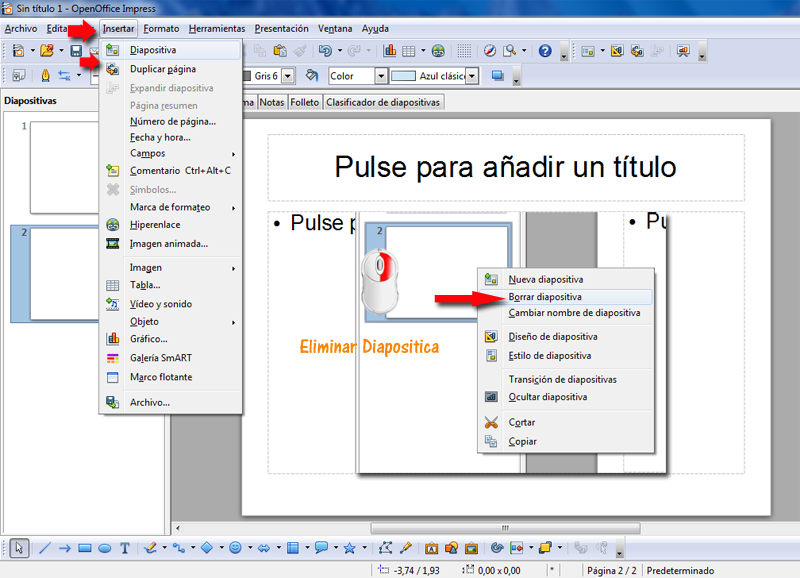 Sin título 1 - OpenOffice Impress
Archivo Edita Insertar Formato Herramientas Presentación Ventana Ayuda
Gris 6 Color Azul clásic
Diapositivas
ma Notas Folleto Clasificador de diapositivas
Diapositiva
Duplicar página
Expandir diapositiva
Página resumen
Número de página...
Fecha y hora...
Campos
Comentario Ctrl+Alt+C
Símbolos...
Marca de formateo
Hiperenlace
Imagen animada...
Imagen
Tabla...
Vídeo y sonido
Objeto
Gráfico...
Galería SmART
Marco flotante
Archivo...
1
2
Pulse para añadir un título
• Pulse p
• Pu
2
Nueva diapositiva
Borrar diapositiva
Cambiar nombre de diapositiva
Diseño de diapositiva
Estilo de diapositiva
Transición de diapositivas
Ocultar diapositiva
Cortar
Copiar
Eliminar Diapositica
-3,74 / 1,93 0,00 x 0,00 * Página 2 / 2 Predeterminado